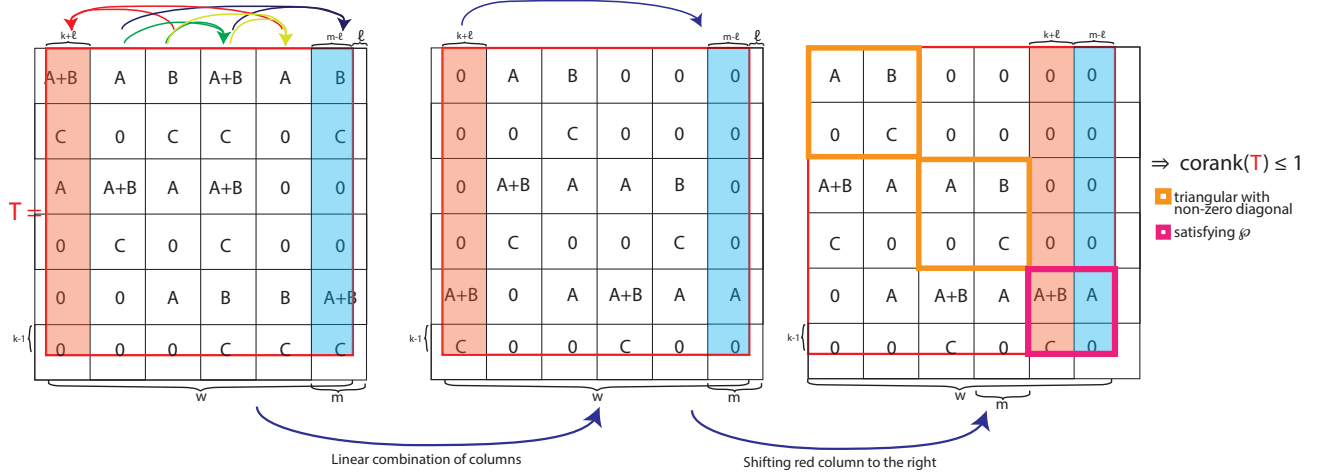 k+ℓ m-ℓ ℓ
A+B A B A+B A B
C 0 C C 0 C
A A+B A A+B 0 0
T =
0 C 0 C 0 0
0 0 A B B A+B
k-1
0 0 0 C C C
w m
k+ℓ m-ℓ ℓ
0 A B 0 0 0
0 0 C 0 0 0
0 A+B A A B 0
0 C 0 0 C 0
A+B 0 A A+B A A
k-1
C 0 0 C 0 0
w m
k+ℓ m-ℓ
A B 0 0 0 0
0 C 0 0 0 0
A+B A A B 0 0
C 0 0 C 0 0
0 A A+B A A+B A
k-1
0 0 C 0 C 0
w
m
⇒ corank(T) ≤ 1
triangular with
non-zero diagonal
satisfying ℘
Linear combination of columns
Shifting red column to the right